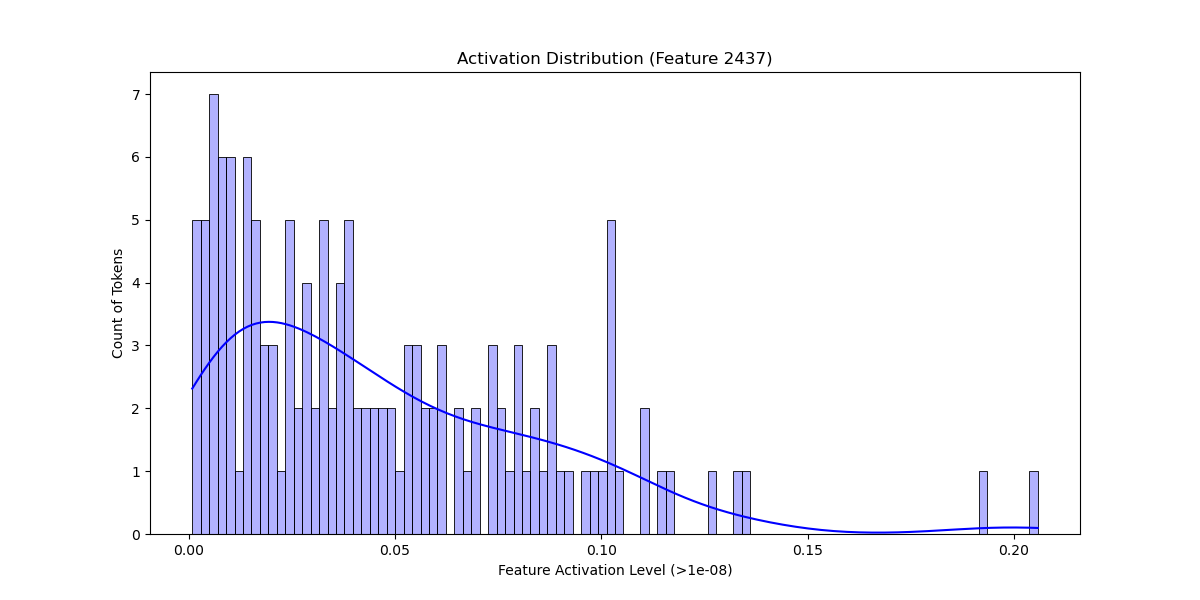 Activation Distribution (Feature 2437)
7
6
5
4
3
2
1
0
Count of Tokens
0.00 0.05 0.10 0.15 0.20
Feature Activation Level (>1e-08)